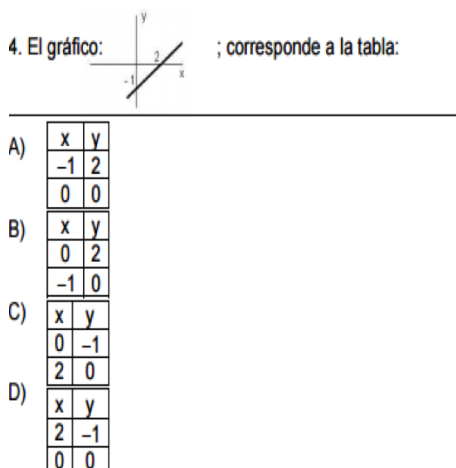 y
4. El gráfico: 2 ; corresponde a la tabla:
x
- 1
A)
x y
–1 2
0 0
B)
x y
0 2
–1 0
C)
x y
0 –1
2 0
D)
x y
2 –1
0 0